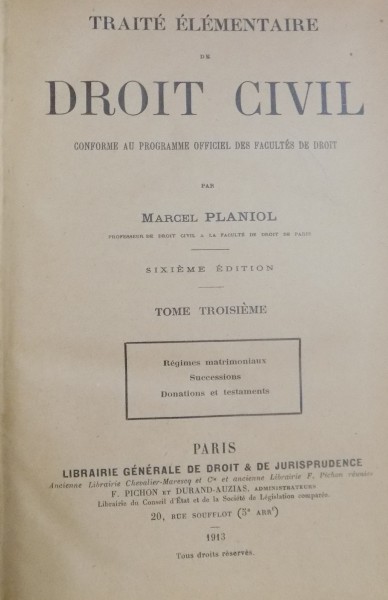 TRAITÉ ÉLÉMENTAIRE
DE
DROIT CIVIL
CONFORME AU PROGRAMME OFFICIEL DES FACULTÉS DE DROIT
PAR
MARCEL PLANIOL
PROFESSEUR DE DROIT CIVIL A LA FACULTÉ DE DROIT DE PARIS
SIXIÈME ÉDITION
TOME TROISIÈME
Régimes matrimoniaux
Successions
Donations et testaments
PARIS
LIBRAIRIE GÉNÉRALE DE DROIT & DE JURISPRUDENCE
Ancienne Librairie Chevalier-Marescq et Cie et ancienne Librairie F. Pichon réunies
F. PICHON ET DURAND-AUZIAS, ADMINISTRATEURS
Librairie du Conseil d'État et de la Société de Législation comparée.
20, RUE SOUFFLOT (5e ARRt)
1913
Tous droits réservés.